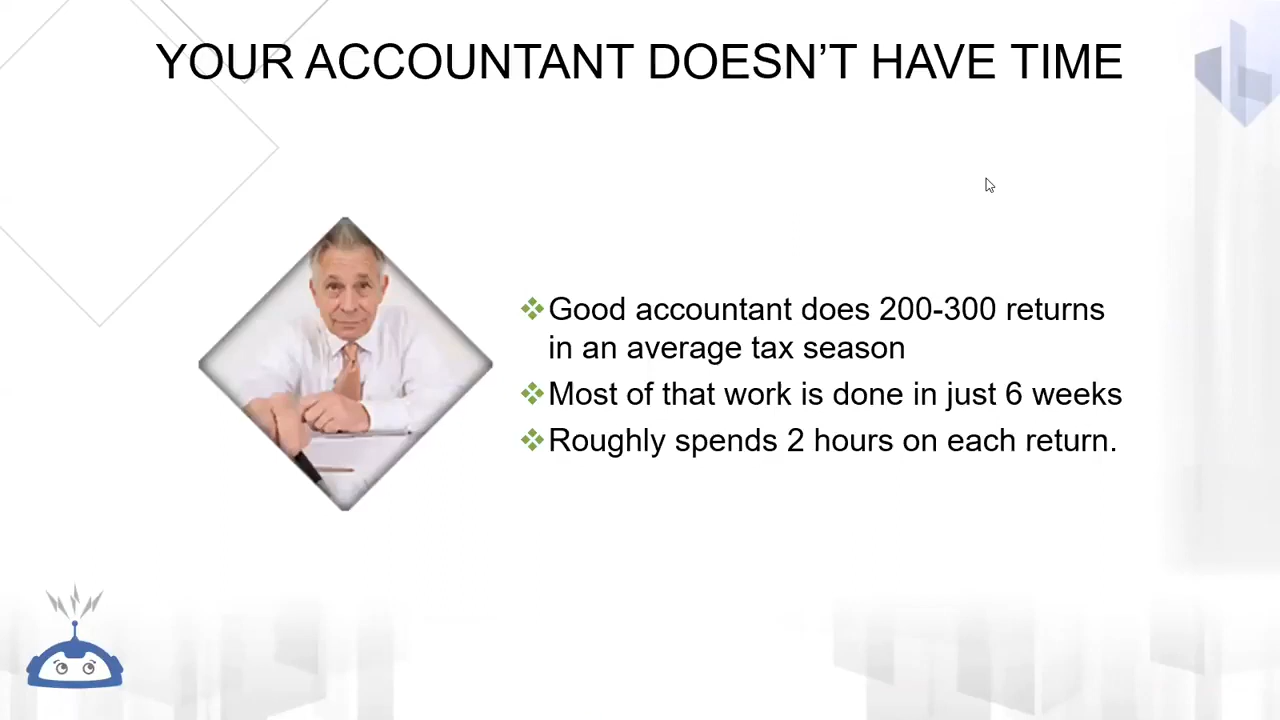 YOUR ACCOUNTANT DOESN’T HAVE TIME
Good accountant does 200-300 returns
in an average tax season
Most of that work is done in just 6 weeks
Roughly spends 2 hours on each return.